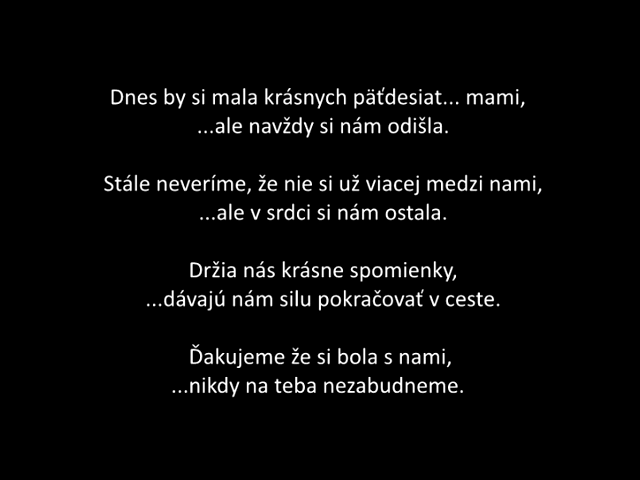 Dnes by si mala krásnych päťdesiat... mami,
...ale navždy si nám odišla.
Stále neveríme, že nie si už viacej medzi nami,
...ale v srdci si nám ostala.
Držia nás krásne spomienky,
...dávajú nám silu pokračovať v ceste.
Ďakujeme že si bola s nami,
...nikdy na teba nezabudneme.